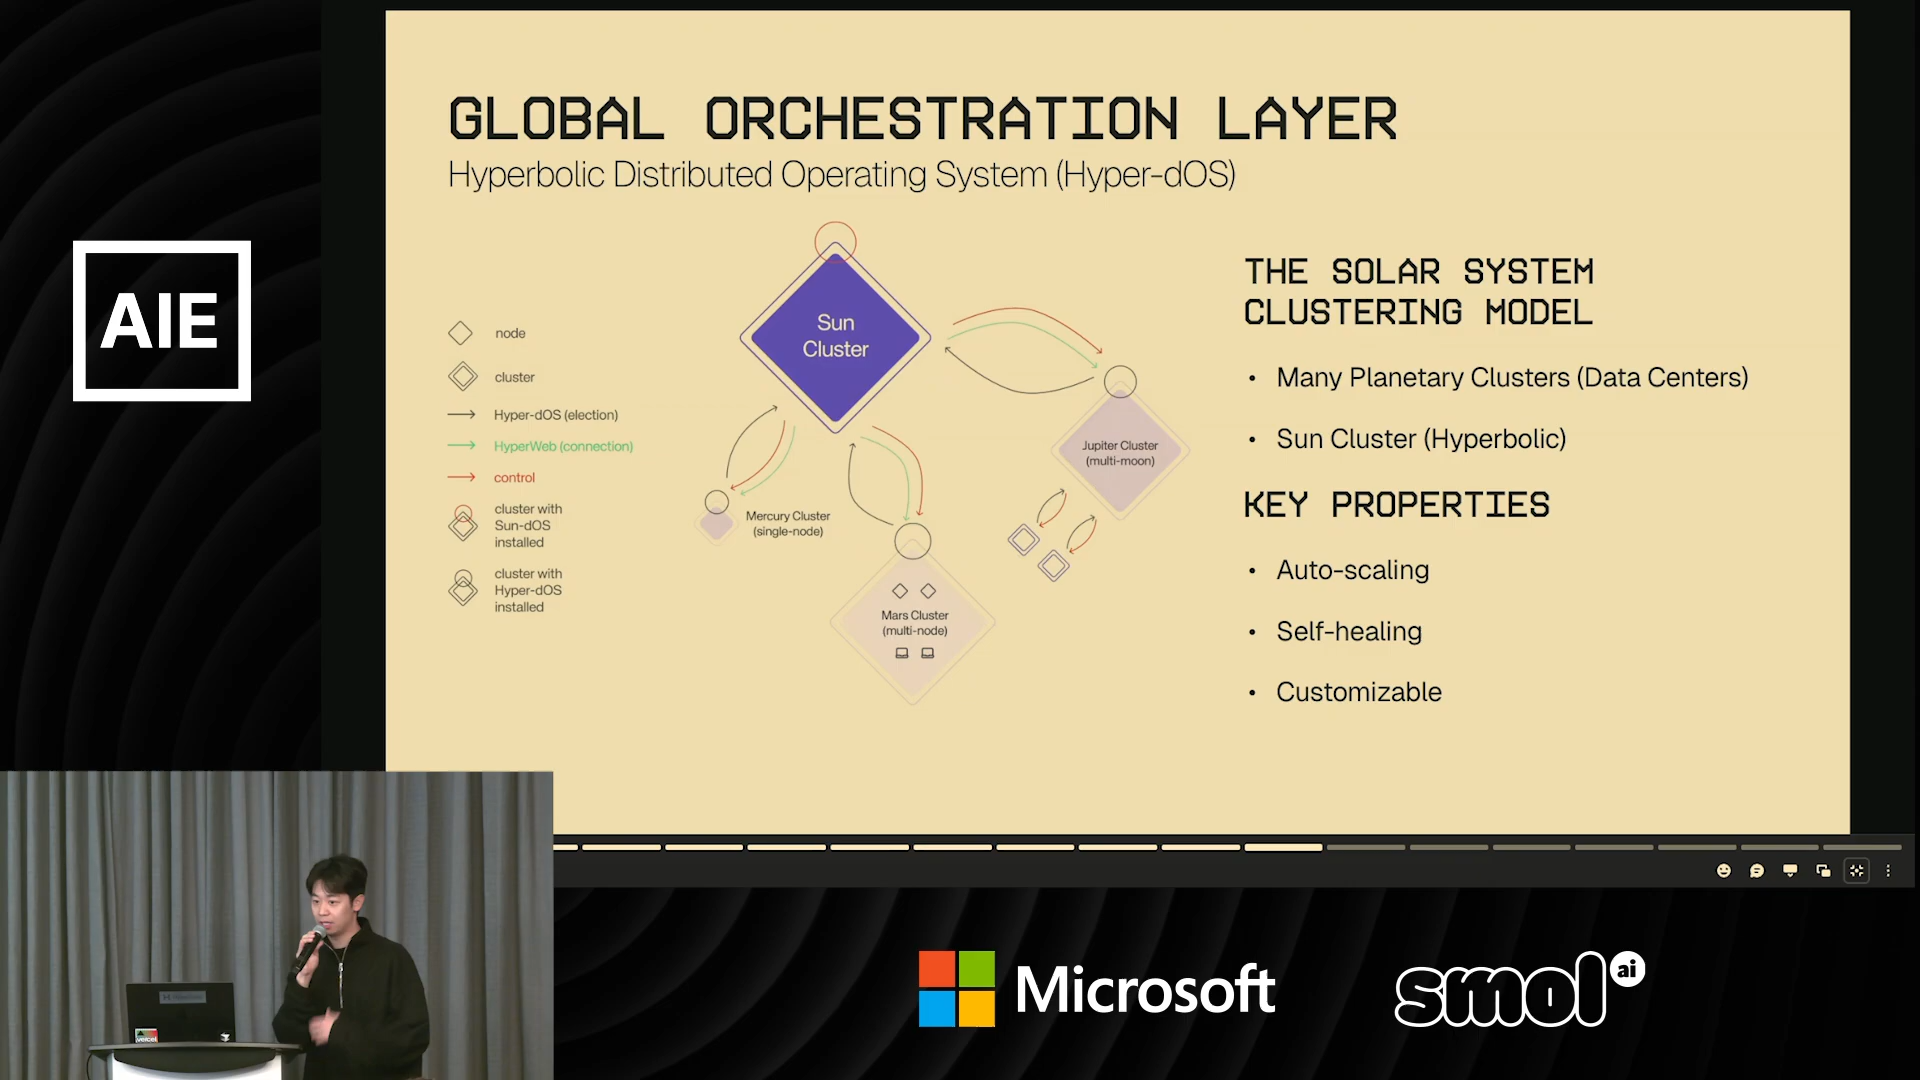 AIE
GLOBAL ORCHESTRATION LAYER
Hyperbolic Distributed Operating System (Hyper-dOS)
node
cluster
Hyper-dOS (election)
HyperWeb (connection)
control
cluster with
Sun-dOS
installed
cluster with
Hyper-dOS
installed
Sun
Cluster
Mercury Cluster
(single-node)
Mars Cluster
(multi-node)
Jupiter Cluster
(multi-moon)
THE SOLAR SYSTEM
CLUSTERING MODEL
• Many Planetary Clusters (Data Centers)
• Sun Cluster (Hyperbolic)
KEY PROPERTIES
• Auto-scaling
• Self-healing
• Customizable
Microsoft
smol ai